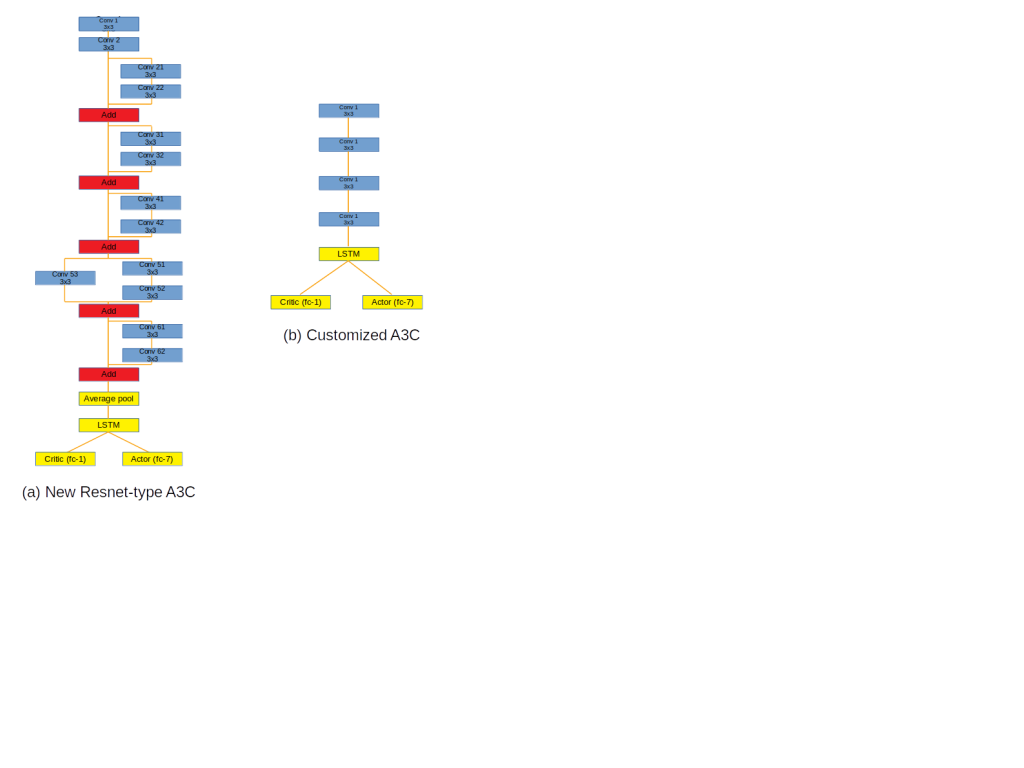 Conv 1
3x3
Conv 2
3x3
Conv 21
3x3
Conv 22
3x3
Add
Conv 31
3x3
Conv 32
3x3
Add
Conv 41
3x3
Conv 42
3x3
Add
Conv 53
3x3
Conv 51
3x3
Conv 52
3x3
Add
Conv 61
3x3
Conv 62
3x3
Add
Average pool
LSTM
Critic (fc-1)
Actor (fc-7)
(a) New Resnet-type A3C
Conv 1
3x3
Conv 1
3x3
Conv 1
3x3
Conv 1
3x3
LSTM
Critic (fc-1)
Actor (fc-7)
(b) Customized A3C